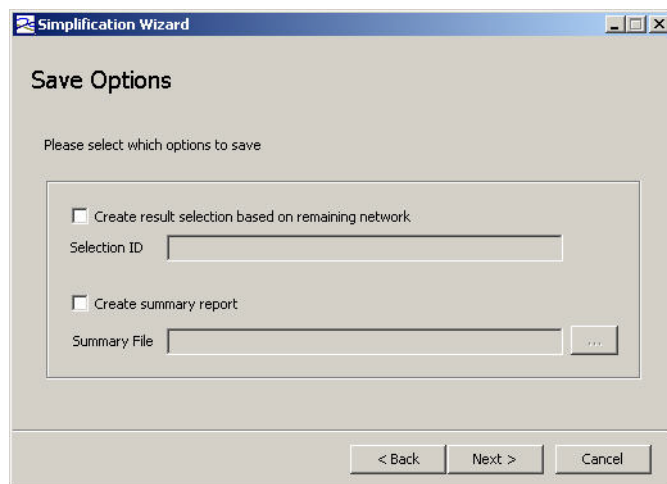 Simplification Wizard
Save Options
Please select which options to save
Create result selection based on remaining network
Selection ID
Create summary report
Summary File
...
< Back Next > Cancel